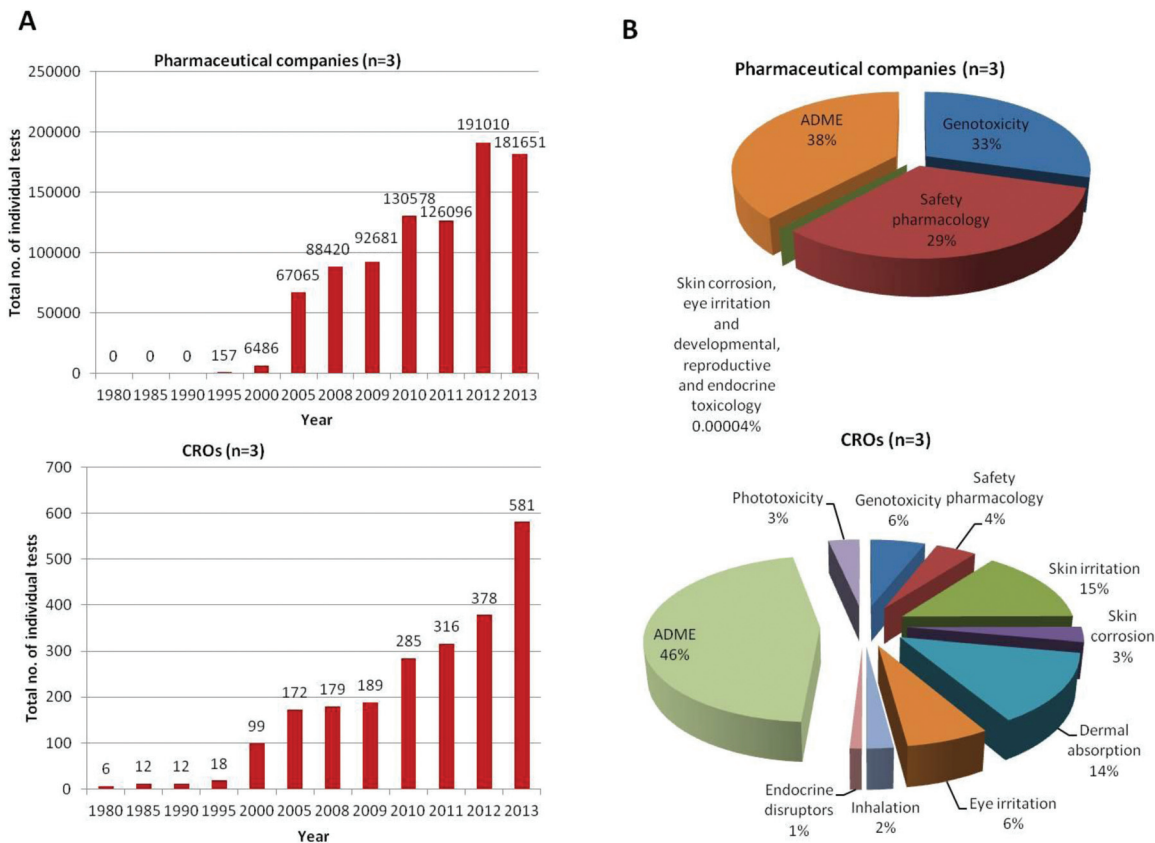 A
Pharmaceutical companies (n=3)
Total no. of individual tests
250000
200000
150000
100000
50000
0
0
0
0
157
6486
67065
88420
92681
130578
126096
191010
181651
1980 1985 1990 1995 2000 2005 2008 2009 2010 2011 2012 2013
Year
CROs (n=3)
Total no. of individual tests
700
600
500
400
300
200
100
0
6
12
12
18
99
172
179
189
285
316
378
581
1980 1985 1990 1995 2000 2005 2008 2009 2010 2011 2012 2013
Year
B
Pharmaceutical companies (n=3)
ADME
38%
Genotoxicity
33%
Safety
pharmacology
29%
Skin corrosion,
eye irritation
and
developmental,
reproductive
and endocrine
toxicology
0.00004%
CROs (n=3)
Phototoxicity
3%
Genotoxicity
6%
Safety
pharmacology
4%
Skin irritation
15%
Skin
corrosion
3%
Dermal
absorption
14%
Eye irritation
6%
Inhalation
2%
Endocrine
disruptors
1%
ADME
46%